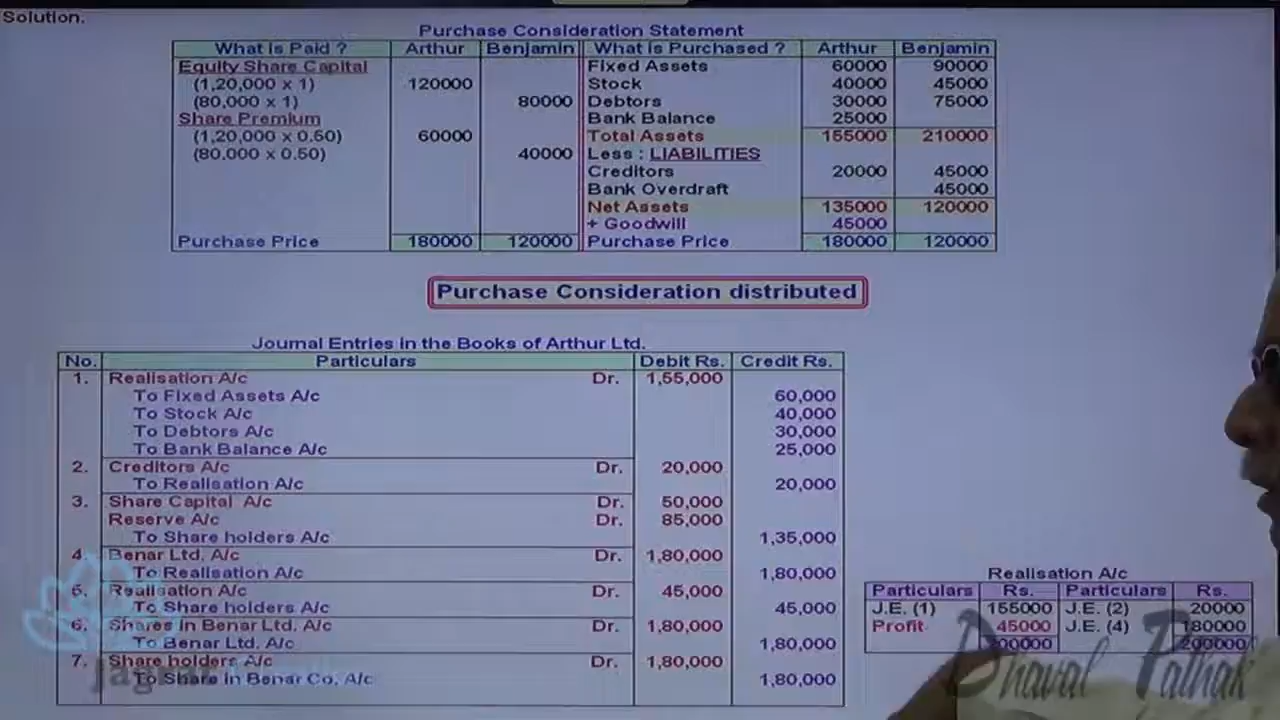 Solution.
Purchase Consideration Statement
What is Paid ? Arthur Benjamin What is Purchased ? Arthur Benjamin
Equity Share Capital Fixed Assets 60000 90000
(1,20,000 x 1) 120000 Stock 40000 45000
(80,000 x 1) 80000 Debtors 30000 75000
Share Premium Bank Balance 25000
(1,20,000 x 0.50) 60000 Total Assets 155000 210000
(80.000 x 0.50) 40000 Less : LIABILITIES
Creditors 20000 45000
Bank Overdraft 45000
Net Assets 135000 120000
+ Goodwill 45000
Purchase Price 180000 120000 Purchase Price 180000 120000
Purchase Consideration distributed
Journal Entries in the Books of Arthur Ltd.
No. Particulars Debit Rs. Credit Rs.
1. Realisation A/c Dr. 1,55,000
To Fixed Assets A/c 60,000
To Stock A/c 40,000
To Debtors A/c 30,000
To Bank Balance A/c 25,000
2. Creditors A/c Dr. 20,000
To Realisation A/c 20,000
3. Share Capital A/c Dr. 50,000
Reserve A/c Dr. 85,000
To Share holders A/c 1,35,000
4. Benar Ltd. A/c Dr. 1,80,000
To Realisation A/c 1,80,000
5. Realisation A/c Dr. 45,000
To Share holders A/c 45,000
6. Shares in Benar Ltd. A/c Dr. 1,80,000
To Benar Ltd. A/c 1,80,000
7. Share holders A/c Dr. 1,80,000
To Share in Benar Co. A/c 1,80,000
Realisation A/c
Particulars Rs. Particulars Rs.
J.E. (1) 155000 J.E. (2) 20000
Profit 45000 J.E. (4) 180000
200000 200000
Dhaval Pathak